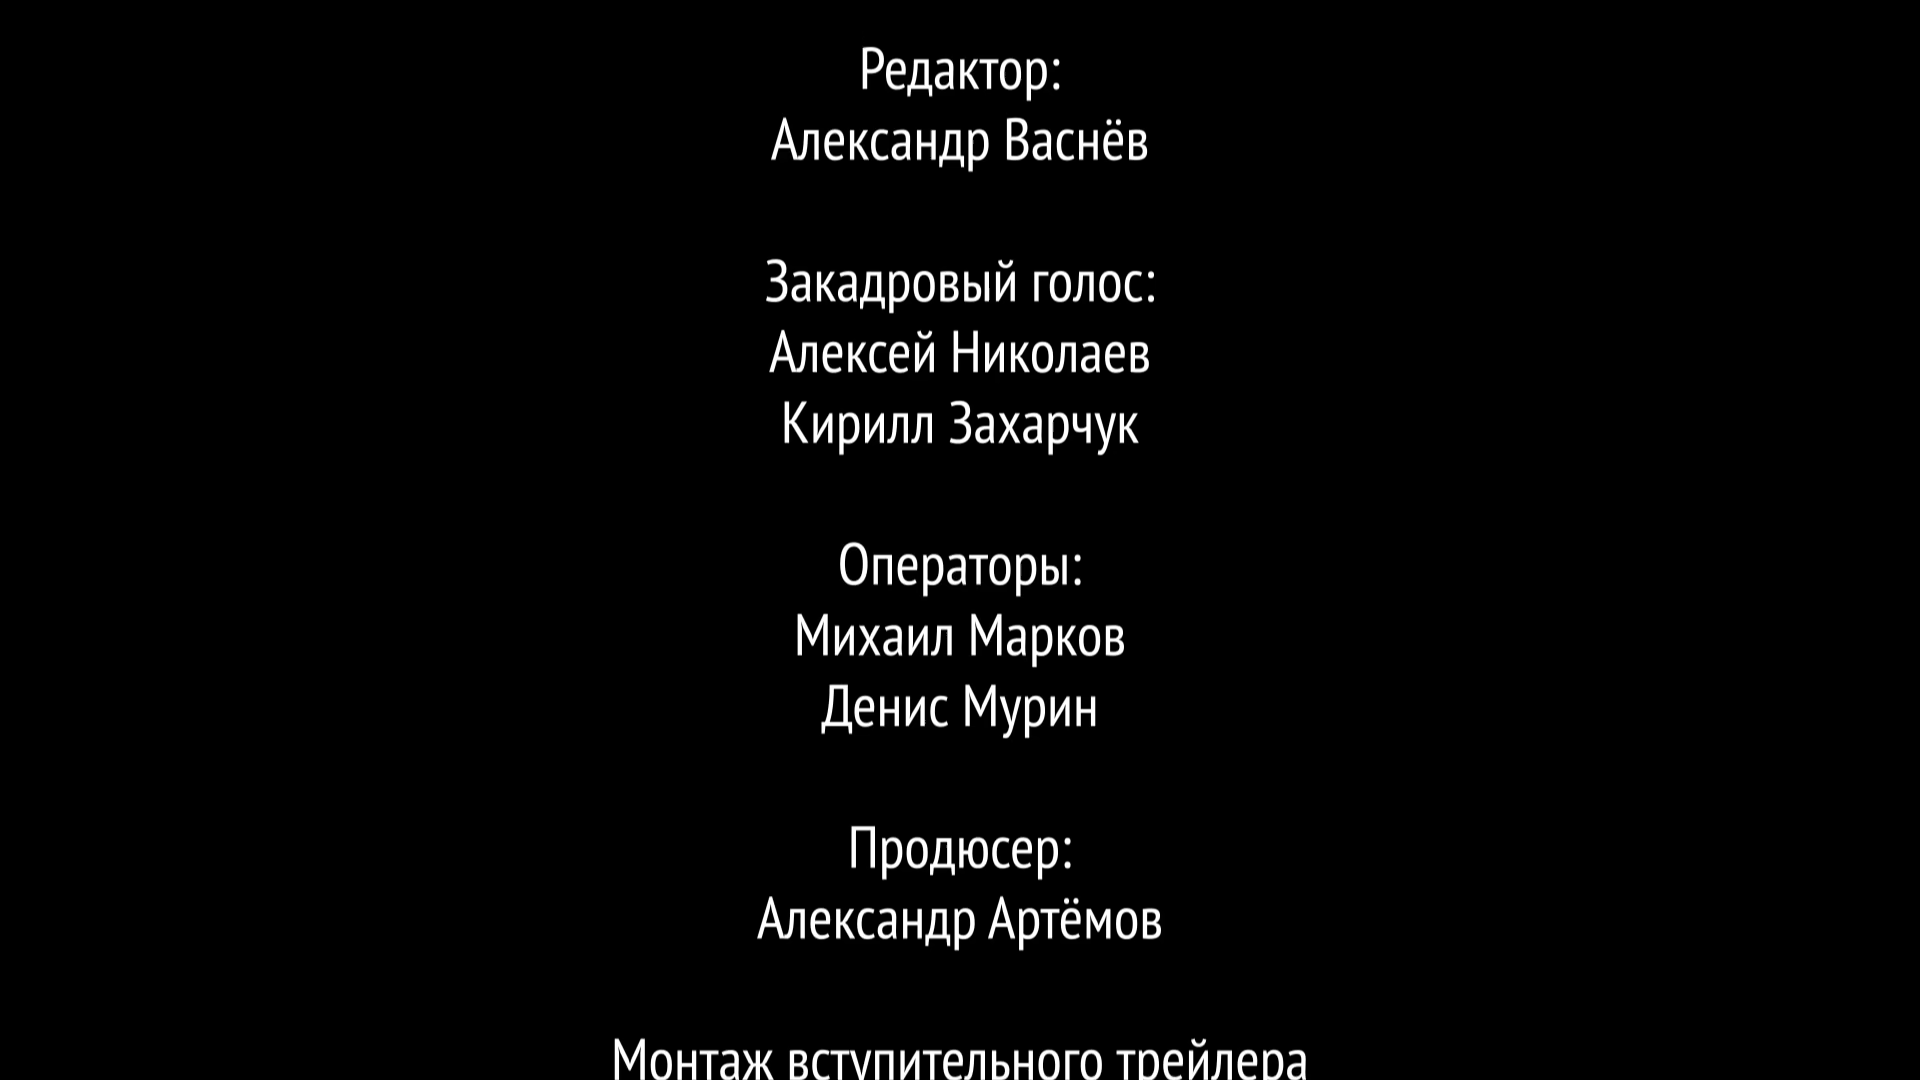 Редактор:
Александр Васнёв
Закадровый голос:
Алексей Николаев
Кирилл Захарчук
Операторы:
Михаил Марков
Денис Мурин
Продюсер:
Александр Артёмов
Монтаж вступительного трейлера